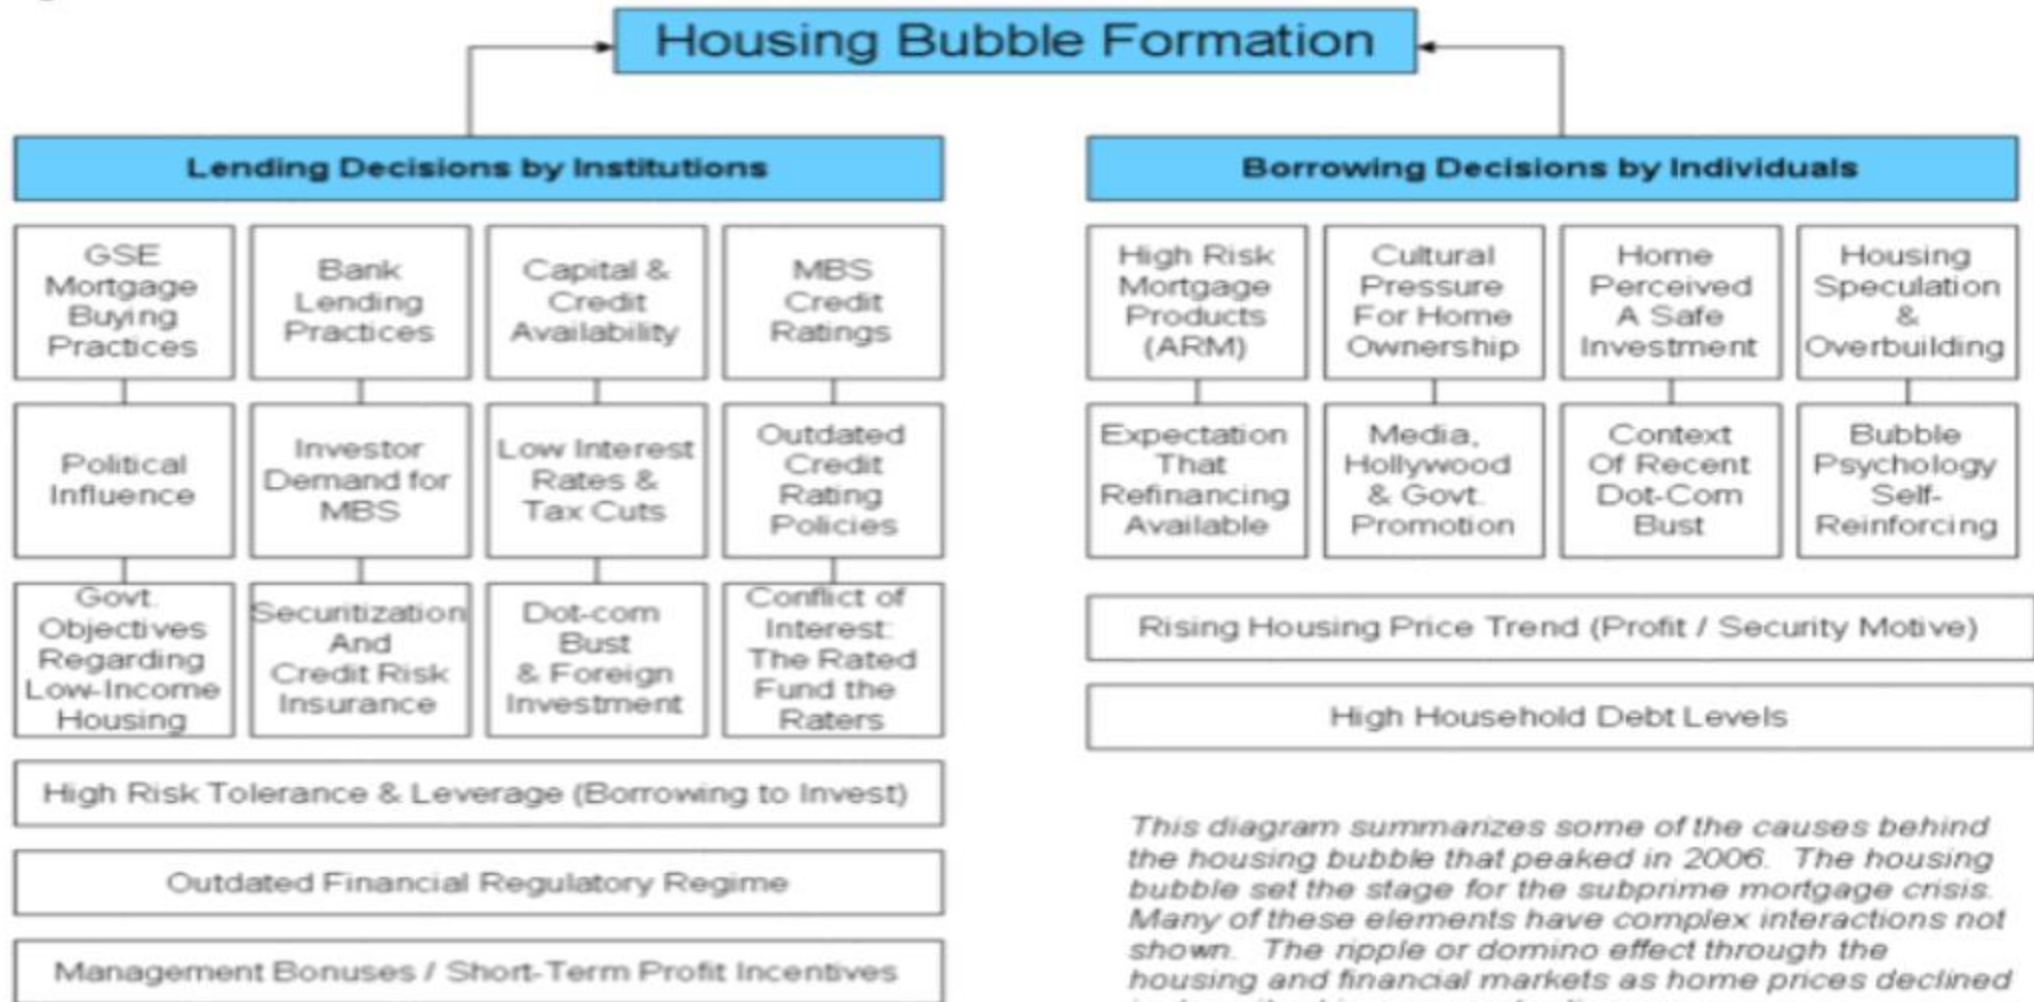 Housing Bubble Formation
Lending Decisions by Institutions
GSE
Mortgage
Buying
Practices
Bank
Lending
Practices
Capital &
Credit
Availability
MBS
Credit
Ratings
Political
Influence
Investor
Demand for
MBS
Low Interest
Rates &
Tax Cuts
Outdated
Credit
Rating
Policies
Govt.
Objectives
Regarding
Low-Income
Housing
Securitization
And
Credit Risk
Insurance
Dot-com
Bust
& Foreign
Investment
Conflict of
Interest:
The Rated
Fund the
Raters
High Risk Tolerance & Leverage (Borrowing to Invest)
Outdated Financial Regulatory Regime
Management Bonuses / Short-Term Profit Incentives
Borrowing Decisions by Individuals
High Risk
Mortgage
Products
(ARM)
Cultural
Pressure
For Home
Ownership
Home
Perceived
A Safe
Investment
Housing
Speculation
&
Overbuilding
Expectation
That
Refinancing
Available
Media,
Hollywood
& Govt.
Promotion
Context
Of Recent
Dot-Com
Bust
Bubble
Psychology
Self-
Reinforcing
Rising Housing Price Trend (Profit / Security Motive)
High Household Debt Levels
This diagram summarizes some of the causes behind
the housing bubble that peaked in 2006. The housing
bubble set the stage for the subprime mortgage crisis.
Many of these elements have complex interactions not
shown. The ripple or domino effect through the
housing and financial markets as home prices declined